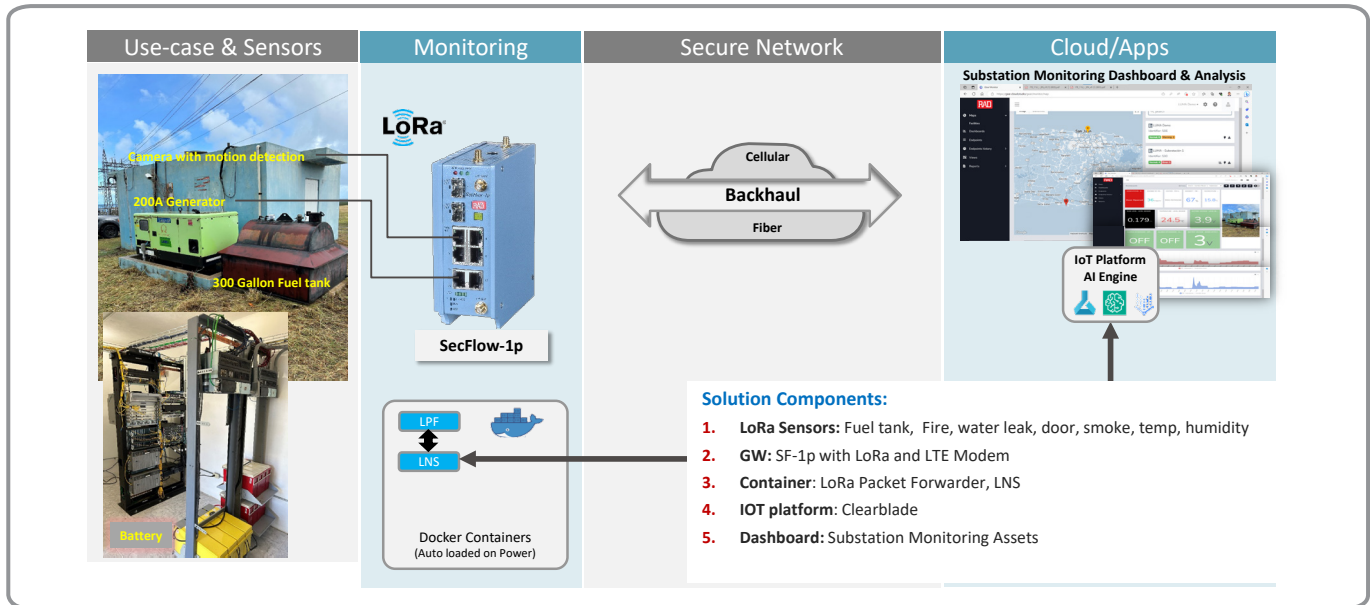 Use-case & Sensors
Monitoring
Secure Network
Cloud/Apps
Substation Monitoring Dashboard & Analysis
LoRa
Camera with motion detection
200A Generator
300 Gallon Fuel tank
Battery
RAD
SecFlow-1p
Cellular
Backhaul
Fiber
RAD
0.179
24.5
3.9
OFF
OFF
3
67
IoT Platform
AI Engine
LPF
LNS
Docker Containers
(Auto loaded on Power)
Solution Components:
1. LoRa Sensors: Fuel tank, Fire, water leak, door, smoke, temp, humidity
2. GW: SF-1p with LoRa and LTE Modem
3. Container: LoRa Packet Forwarder, LNS
4. IOT platform: Clearblade
5. Dashboard: Substation Monitoring Assets